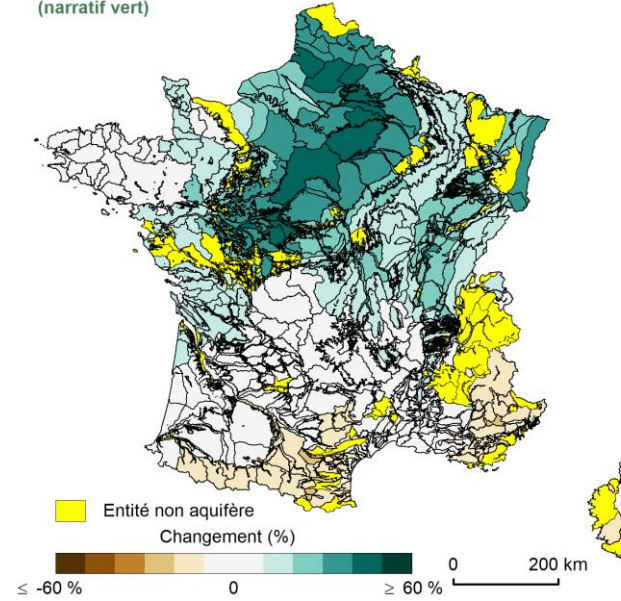 (narratif vert)
Entité non aquifère
Changement (%)
0 200 km
≤ -60 % 0 ≥ 60 %